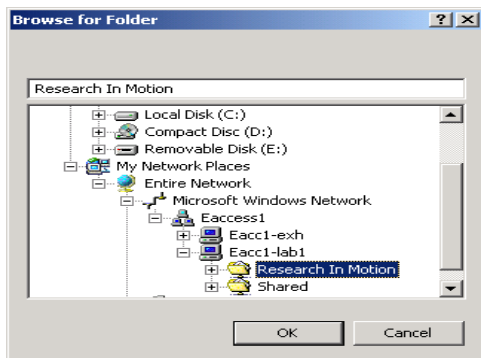 Browse for Folder
Research In Motion
Local Disk (C:)
Compact Disc (D:)
Removable Disk (E:)
My Network Places
Entire Network
Microsoft Windows Network
Eaccess1
Eacc1-exh
Eacc1-lab1
Research In Motion
Shared
OK Cancel